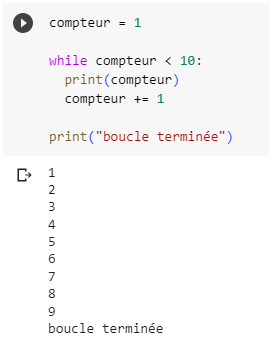 compteur = 1
while compteur < 10:
  print(compteur)
  compteur += 1
print("boucle terminée")
1
2
3
4
5
6
7
8
9
boucle terminée